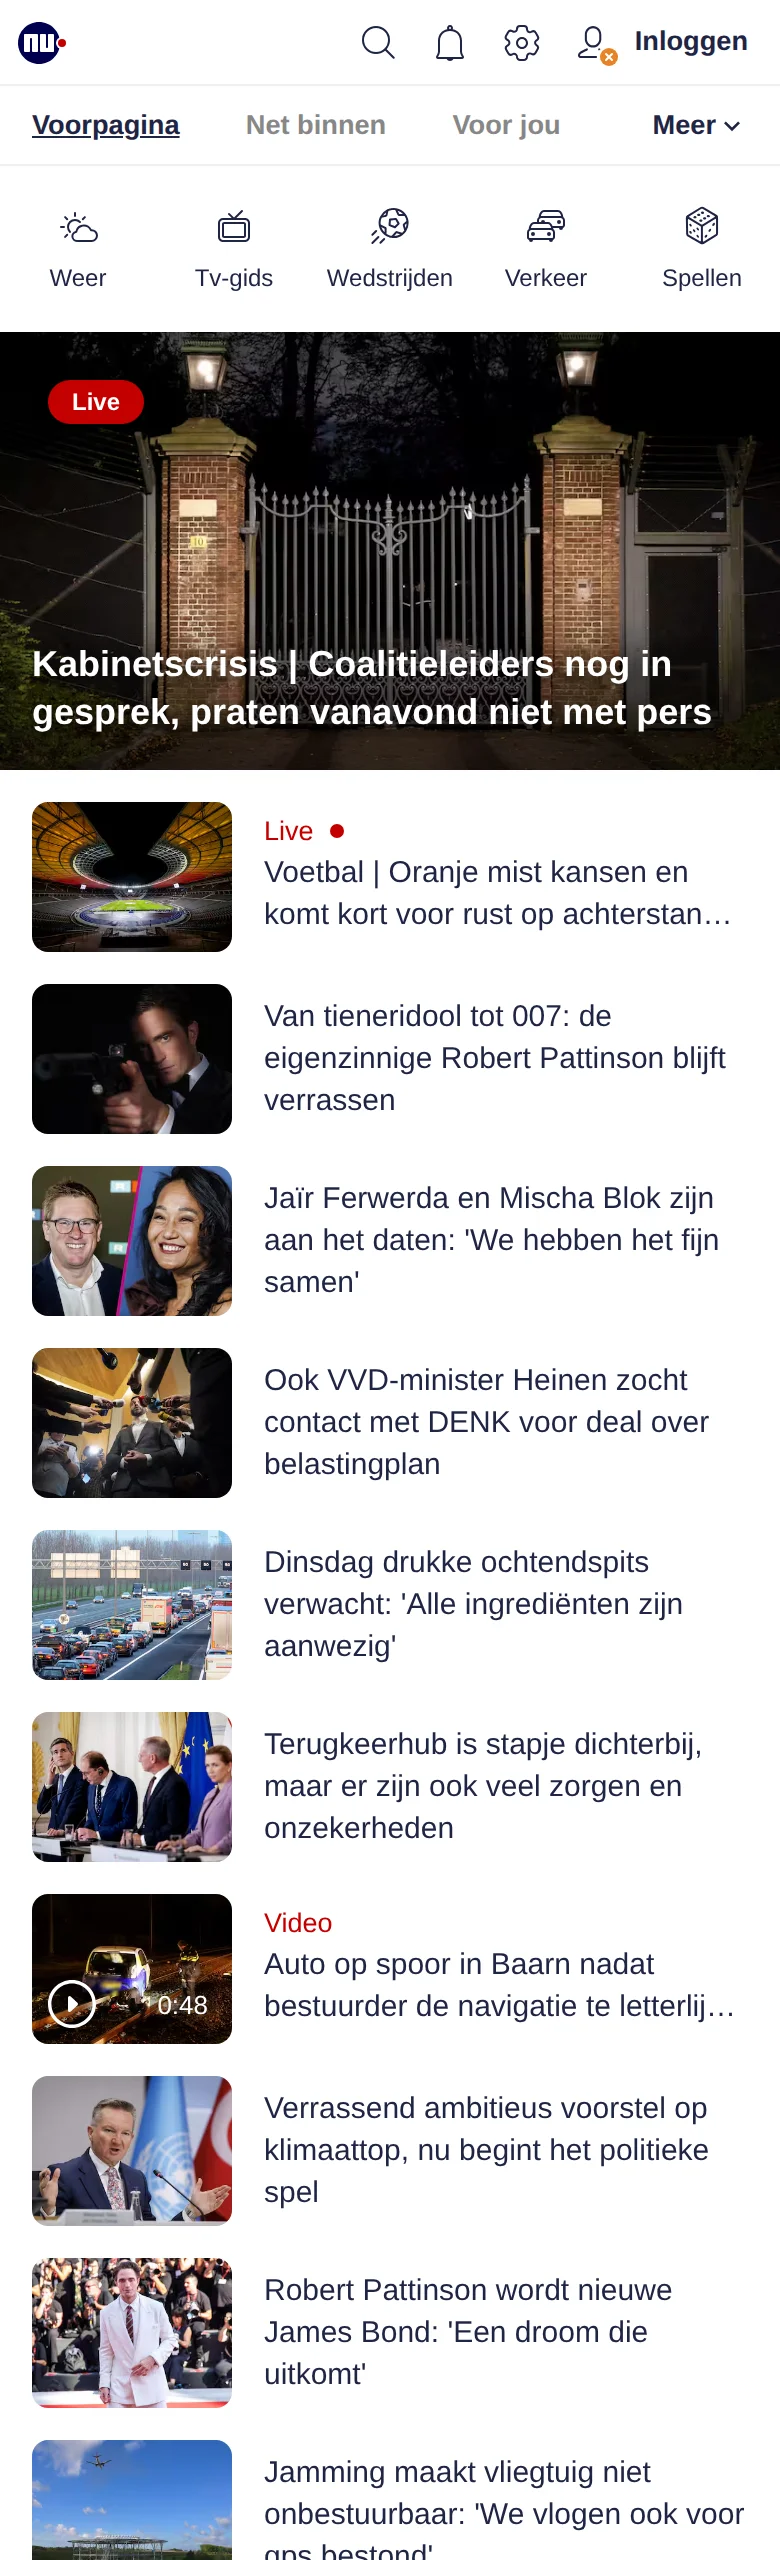 nu
Inloggen
Voorpagina
Net binnen
Voor jou
Meer
Weer
Tv-gids
Wedstrijden
Verkeer
Spellen
Live
10
Kabinetscrisis | Coalitieleiders nog in
gesprek, praten vanavond niet met pers
Live
Voetbal | Oranje mist kansen en
komt kort voor rust op achterstan…
Van tieneridool tot 007: de
eigenzinnige Robert Pattinson blijft
verrassen
Jaïr Ferwerda en Mischa Blok zijn
aan het daten: 'We hebben het fijn
samen'
Ook VVD-minister Heinen zocht
contact met DENK voor deal over
belastingplan
Dinsdag drukke ochtendspits
verwacht: 'Alle ingrediënten zijn
aanwezig'
Terugkeerhub is stapje dichterbij,
maar er zijn ook veel zorgen en
onzekerheden
Video
Auto op spoor in Baarn nadat
bestuurder de navigatie te letterlij…
0:48
Verrassend ambitieus voorstel op
klimaattop, nu begint het politieke
spel
Robert Pattinson wordt nieuwe
James Bond: 'Een droom die
uitkomt'
Jamming maakt vliegtuig niet
onbestuurbaar: 'We vlogen ook voor
gps bestond'